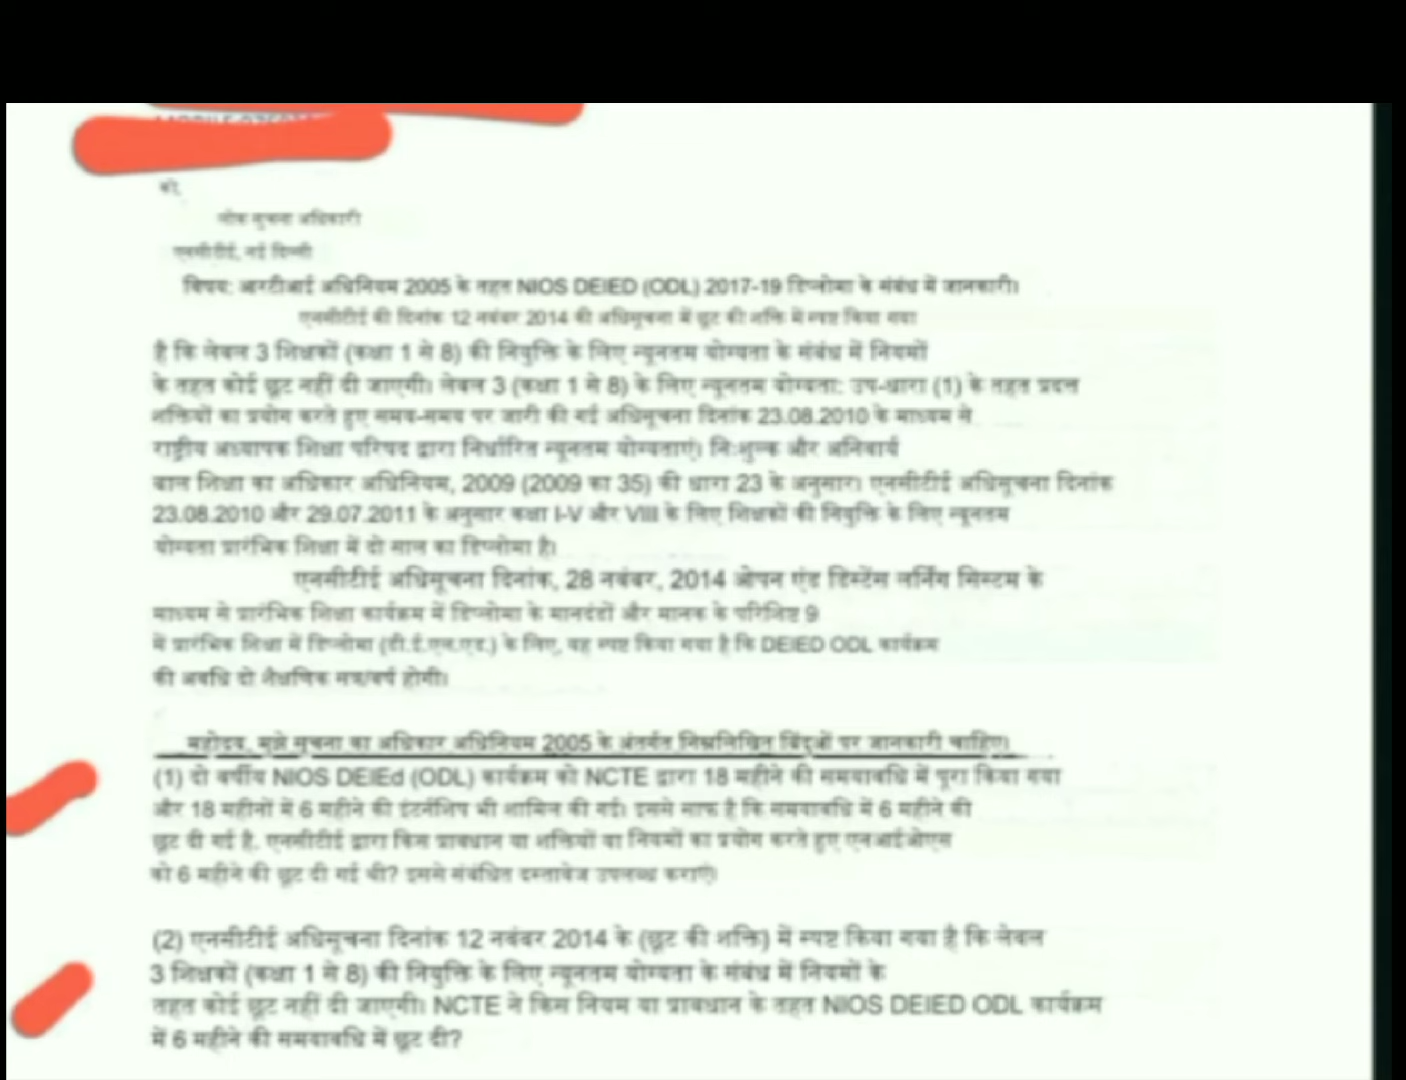 को,
लोक सूचना अधिकारी
एनसीटीई, नई दिल्ली
विषय: आरटीआई अधिनियम 2005 के तहत NIOS DEIED (ODL) 2017-19 डिप्लोमा के संबंध में जानकारी।
एनसीटीई की दिनांक 12 नवंबर 2014 की अधिसूचना में छूट की शक्ति में स्पष्ट किया गया
है कि लेवल 3 शिक्षकों (कक्षा 1 से 8) की नियुक्ति के लिए न्यूनतम योग्यता के संबंध में नियमों
के तहत कोई छूट नहीं दी जाएगी। लेवल 3 (कक्षा 1 से 8) के लिए न्यूनतम योग्यता: उप-धारा (1) के तहत प्रदत्त
शक्तियों का प्रयोग करते हुए समय-समय पर जारी की गई अधिसूचना दिनांक 23.08.2010 के माध्यम से
राष्ट्रीय अध्यापक शिक्षा परिषद द्वारा निर्धारित न्यूनतम योग्यताएं। निःशुल्क और अनिवार्य
बाल शिक्षा का अधिकार अधिनियम, 2009 (2009 का 35) की धारा 23 के अनुसार। एनसीटीई अधिसूचना दिनांक
23.08.2010 और 29.07.2011 के अनुसार कक्षा I-V और VIII के लिए शिक्षकों की नियुक्ति के लिए न्यूनतम
योग्यता प्रारंभिक शिक्षा में दो साल का डिप्लोमा है।
एनसीटीई अधिसूचना दिनांक, 28 नवंबर, 2014 ओपन एंड डिस्टेंस लर्निंग सिस्टम के
माध्यम से प्रारंभिक शिक्षा कार्यक्रम में डिप्लोमा के मानदंडों और मानक के परिशिष्ट 9
में प्रारंभिक शिक्षा में डिप्लोमा (डी.ई.एल.एड.) के लिए, यह स्पष्ट किया गया है कि DEIED ODL कार्यक्रम
की अवधि दो शैक्षणिक सत्र/वर्ष होगी।
महोदय, मुझे सूचना का अधिकार अधिनियम 2005 के अंतर्गत निम्नलिखित बिंदुओं पर जानकारी चाहिए।
(1) दो वर्षीय NIOS DEIEd (ODL) कार्यक्रम को NCTE द्वारा 18 महीने की समयावधि में पूरा किया गया
और 18 महीनों में 6 महीने की इंटर्नशिप भी शामिल की गई। इससे साफ है कि समयावधि में 6 महीने की
छूट दी गई है. एनसीटीई द्वारा किस प्रावधान या शक्तियों या नियमों का प्रयोग करते हुए एनआईओएस
को 6 महीने की छूट दी गई थी? इससे संबंधित दस्तावेज उपलब्ध कराएं।
(2) एनसीटीई अधिसूचना दिनांक 12 नवंबर 2014 के (छूट की शक्ति) में स्पष्ट किया गया है कि लेवल
3 शिक्षकों (कक्षा 1 से 8) की नियुक्ति के लिए न्यूनतम योग्यता के संबंध में नियमों के
तहत कोई छूट नहीं दी जाएगी। NCTE ने किस नियम या प्रावधान के तहत NIOS DEIED ODL कार्यक्रम
में 6 महीने की समयावधि में छूट दी?